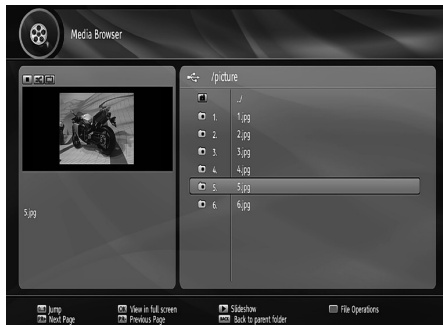 Media Browser
/picture
../
1. 1.jpg
2. 2.jpg
3. 3.jpg
4. 4.jpg
5. 5.jpg
6. 6.jpg
5.jpg
Jump
OK View in full screen
Slideshow
File Operations
Next Page
Previous Page
Back to parent folder